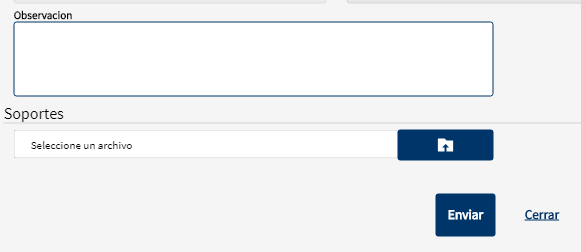 Observacion
Soportes
Seleccione un archivo
Enviar
Cerrar